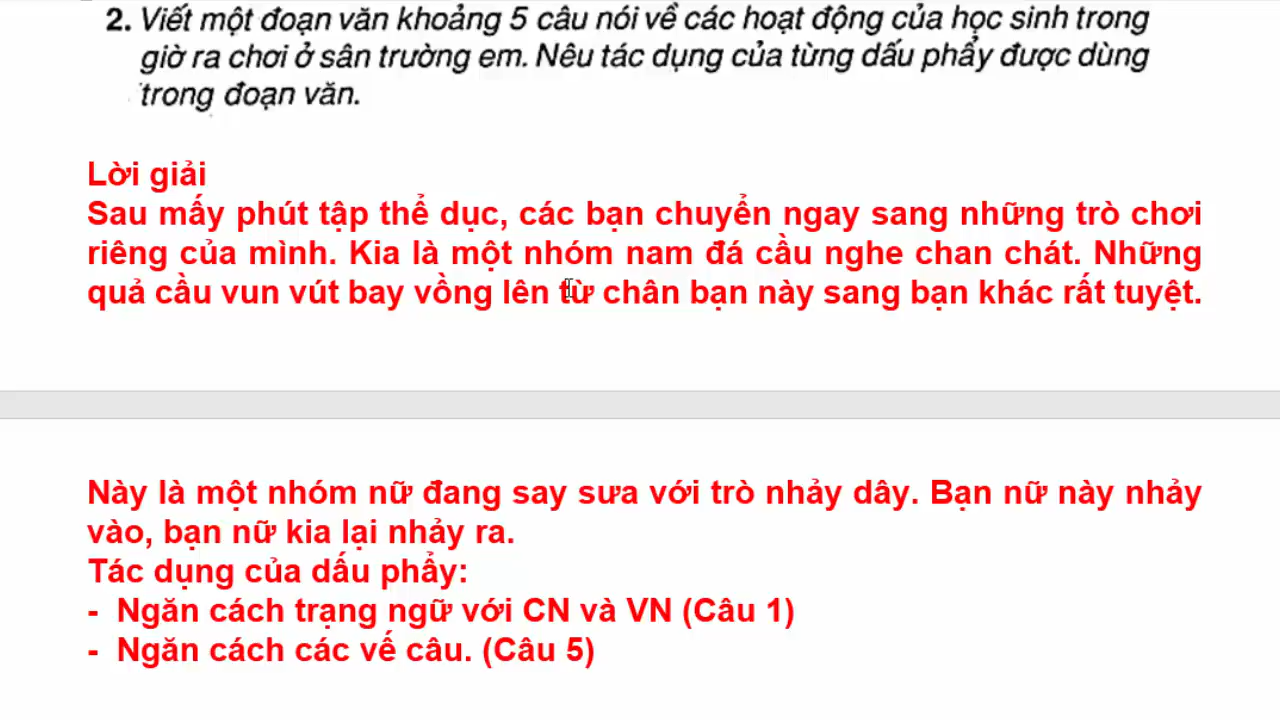 2. Viết một đoạn văn khoảng 5 câu nói về các hoạt động của học sinh trong
giờ ra chơi ở sân trường em. Nêu tác dụng của từng dấu phẩy được dùng
trong đoạn văn.
Lời giải
Sau mấy phút tập thể dục, các bạn chuyển ngay sang những trò chơi
riêng của mình. Kia là một nhóm nam đá cầu nghe chan chát. Những
quả cầu vun vút bay vồng lên từ chân bạn này sang bạn khác rất tuyệt.
Này là một nhóm nữ đang say sưa với trò nhảy dây. Bạn nữ này nhảy
vào, bạn nữ kia lại nhảy ra.
Tác dụng của dấu phẩy:
- Ngăn cách trạng ngữ với CN và VN (Câu 1)
- Ngăn cách các vế câu. (Câu 5)